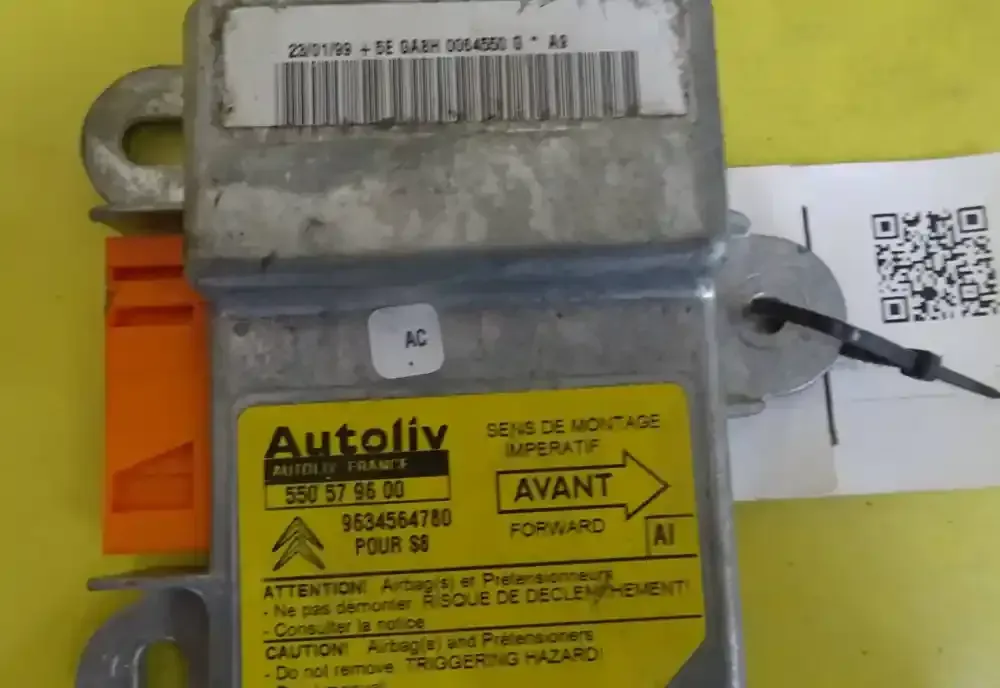 23/01/99 + 5E GA8H 0064550 0 * A9
AC
Autoliv
AUTOLIV FRANCE
550 57 96 00
9634564780
POUR S8
SENS DE MONTAGE
IMPERATIF
AVANT
FORWARD
AI
ATTENTION! Airbag(s) et Prétensionneurs
- Ne pas démonter RISQUE DE DECLENCHEMENT!
- Consulter la notice
CAUTION! Airbag(s) and Prétensioners
- Do not remove TRIGGERING HAZARD!